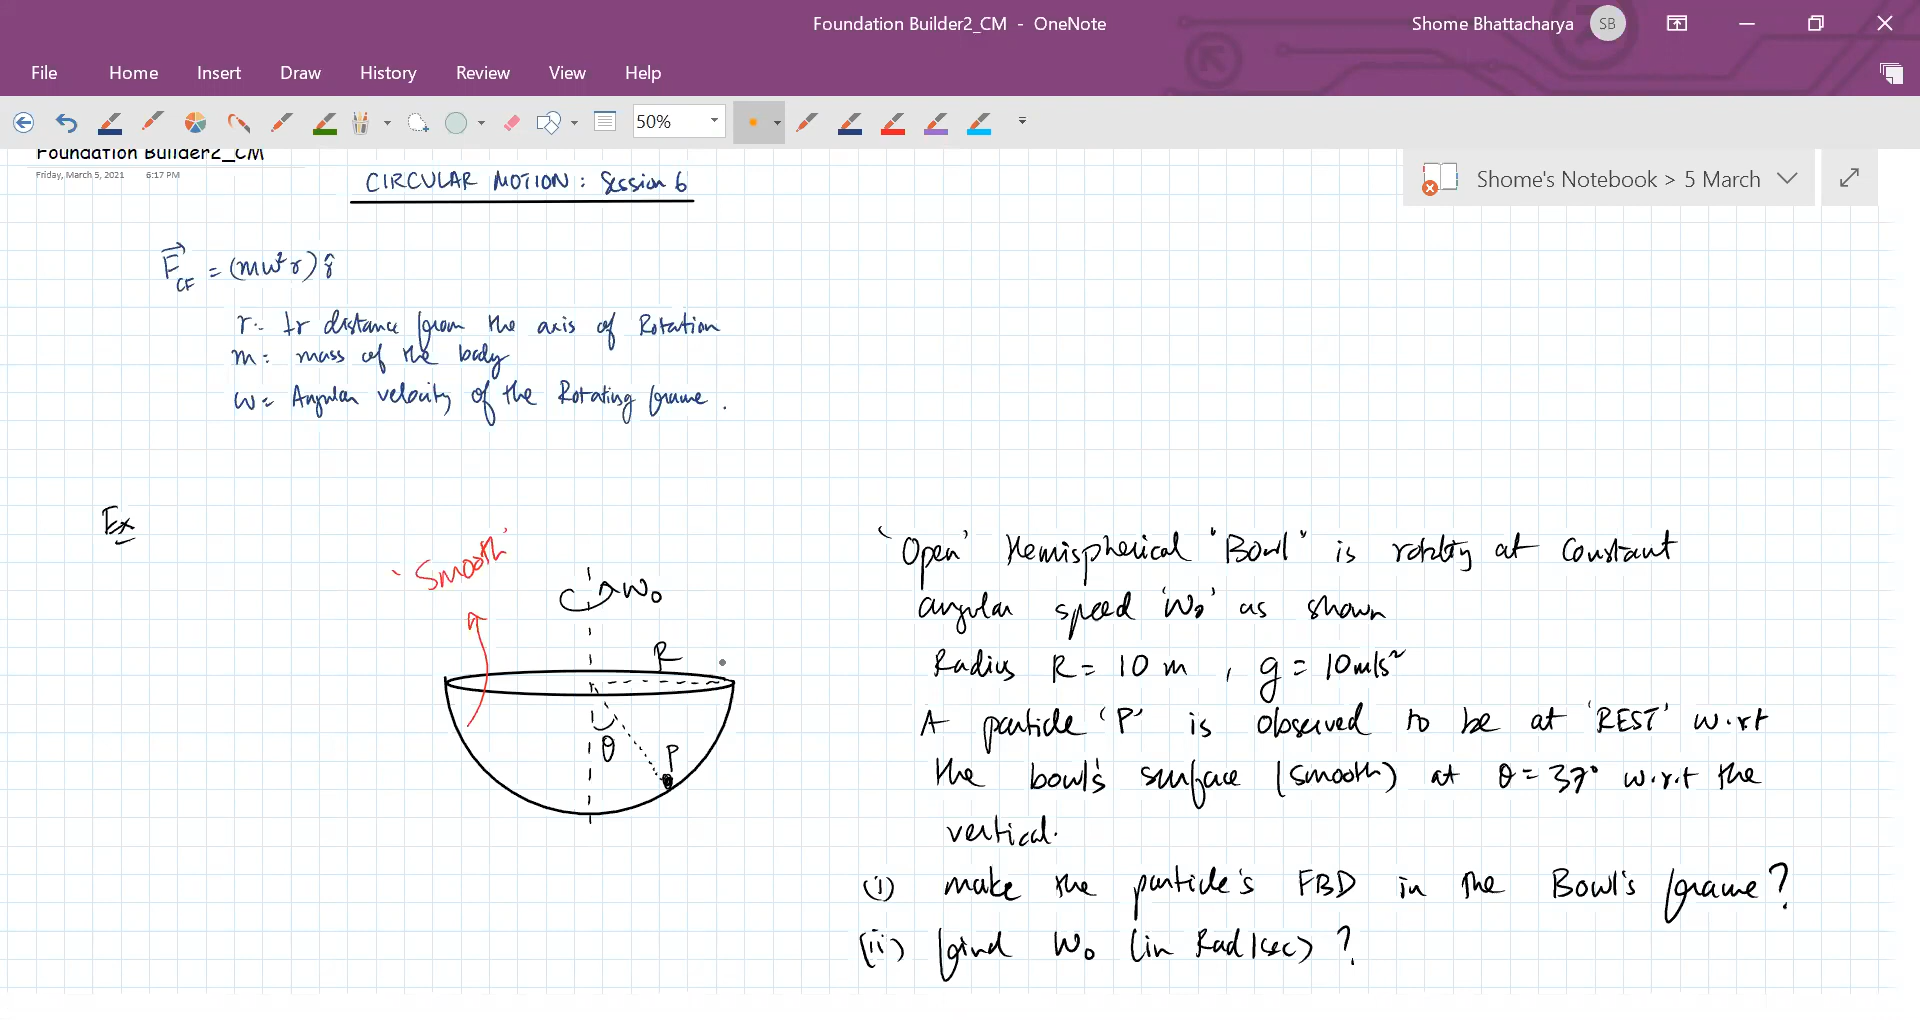 Foundation Builder2_CM - OneNote
Shome Bhattacharya SB
File Home Insert Draw History Review View Help
50%
Foundation Builder2_CM
Friday, March 5, 2021 6:17 PM
CIRCULAR MOTION : Session 6
Shome's Notebook > 5 March
F⃗CF = (mω²r) r̂
r:- ⊥r distance from the axis of Rotation
m: mass of the body
ω= Angular velocity of the Rotating frame.
Ex
'Smooth'
ω₀
R
θ
P
'Open' Hemispherical "Bowl" is rotating at constant
angular speed 'ω₀' as shown
Radius R = 10 m , g = 10m/s²
A particle 'P' is observed to be at 'REST' w.r.t
the bowl's surface (smooth) at θ = 37° w.r.t the
vertical.
(i) make the particle's FBD in the Bowl's frame?
(ii) find ω₀ (in Rad/sec) ?